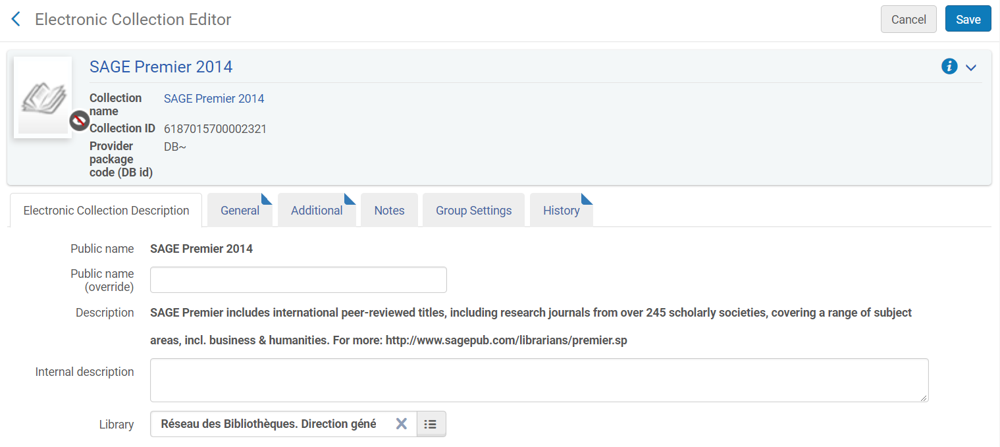 Electronic Collection Editor
Cancel
Save
SAGE Premier 2014
Collection
name
SAGE Premier 2014
Collection ID
6187015700002321
Provider
package
code (DB id)
DB~
Electronic Collection Description
General
Additional
Notes
Group Settings
History
Public name
SAGE Premier 2014
Public name
(override)
Description
SAGE Premier includes international peer-reviewed titles, including research journals from over 245 scholarly societies, covering a range of subject
areas, incl. business & humanities. For more: http://www.sagepub.com/librarians/premier.sp
Internal description
Library
Réseau des Bibliothèques. Direction géné